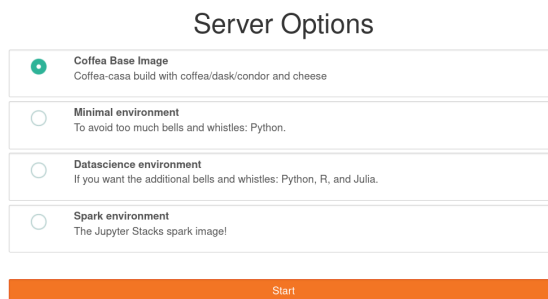 Server Options
Coffea Base Image
Coffea-casa build with coffea/dask/condor and cheese
Minimal environment
To avoid too much bells and whistles: Python.
Datascience environment
If you want the additional bells and whistles: Python, R, and Julia.
Spark environment
The Jupyter Stacks spark image!
Start